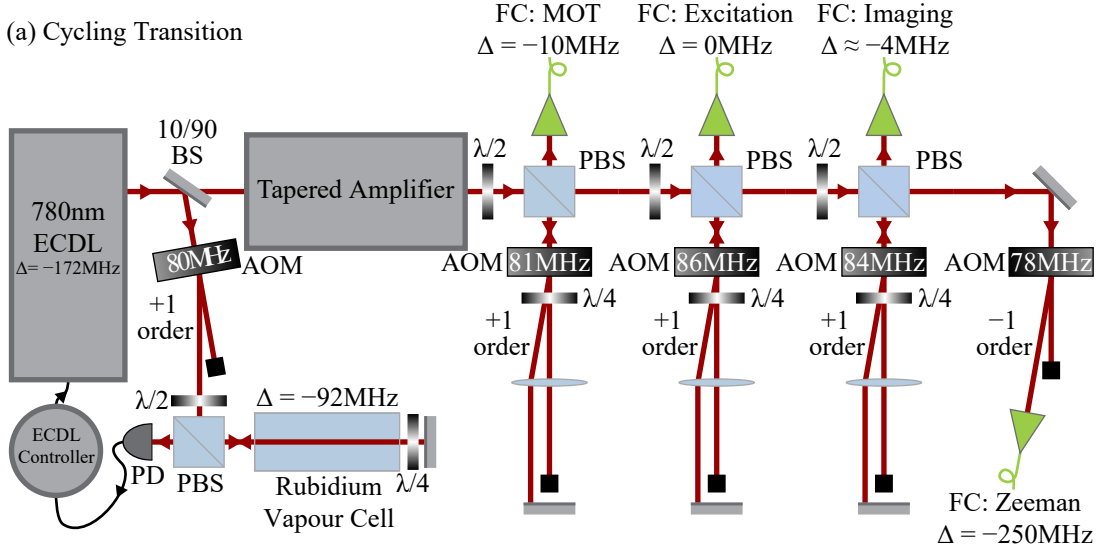 (a) Cycling Transition
FC: MOT
Δ = −10MHz
FC: Excitation
Δ = 0MHz
FC: Imaging
Δ ≈ −4MHz
10/90
BS
780nm
ECDL
Δ= −172MHz
Tapered Amplifier
λ/2
PBS
λ/2
PBS
λ/2
PBS
80MHz
AOM
AOM
81MHz
AOM
86MHz
AOM
84MHz
AOM
78MHz
λ/4
λ/4
λ/4
+1
order
+1
order
+1
order
+1
order
−1
order
λ/2
Δ = −92MHz
ECDL
Controller
PD
PBS
λ/4
Rubidium
Vapour Cell
FC: Zeeman
Δ = −250MHz